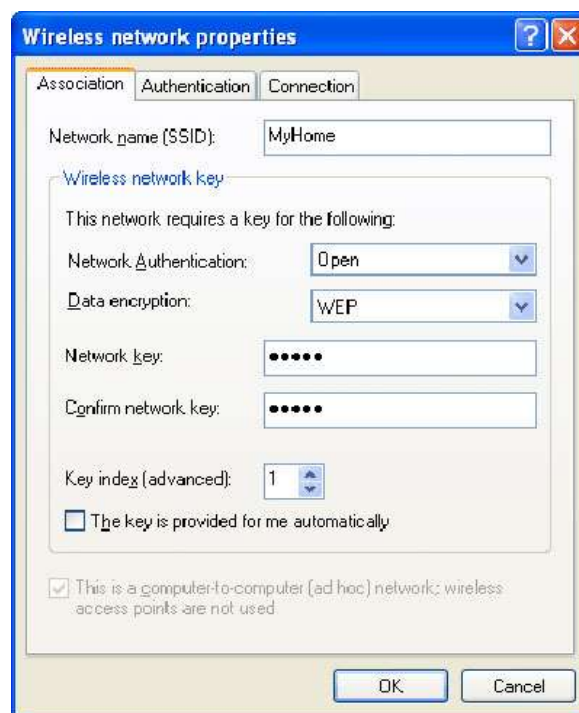 Wireless network properties
Association Authentication Connection
Network name (SSID): MyHome
Wireless network key
This network requires a key for the following:
Network Authentication: Open
Data encryption: WEP
Network key: •••••
Confirm network key: •••••
Key index (advanced): 1
The key is provided for me automatically
This is a computer-to-computer (ad hoc) network; wireless
access points are not used
OK Cancel